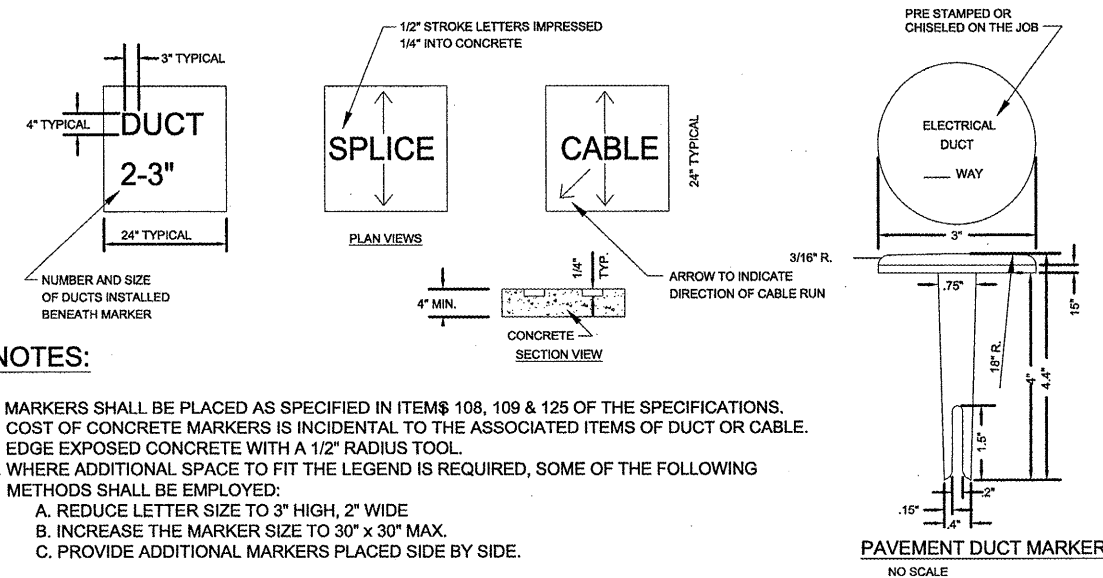 1/2" STROKE LETTERS IMPRESSED
1/4" INTO CONCRETE
3" TYPICAL
4" TYPICAL
DUCT
2-3"
24" TYPICAL
NUMBER AND SIZE
OF DUCTS INSTALLED
BENEATH MARKER
SPLICE
PLAN VIEWS
CABLE
24" TYPICAL
ARROW TO INDICATE
DIRECTION OF CABLE RUN
1/4"
TYP.
4" MIN.
CONCRETE
SECTION VIEW
PRE STAMPED OR
CHISELED ON THE JOB
ELECTRICAL
DUCT
___ WAY
3"
3/16" R.
.75"
15"
18" R.
4"
4.4"
1.5"
.2"
.15"
.4"
PAVEMENT DUCT MARKER
NO SCALE
NOTES:
MARKERS SHALL BE PLACED AS SPECIFIED IN ITEM$ 108, 109 & 125 OF THE SPECIFICATIONS.
COST OF CONCRETE MARKERS IS INCIDENTAL TO THE ASSOCIATED ITEMS OF DUCT OR CABLE.
EDGE EXPOSED CONCRETE WITH A 1/2" RADIUS TOOL.
WHERE ADDITIONAL SPACE TO FIT THE LEGEND IS REQUIRED, SOME OF THE FOLLOWING
METHODS SHALL BE EMPLOYED:
A. REDUCE LETTER SIZE TO 3" HIGH, 2" WIDE
B. INCREASE THE MARKER SIZE TO 30" x 30" MAX.
C. PROVIDE ADDITIONAL MARKERS PLACED SIDE BY SIDE.